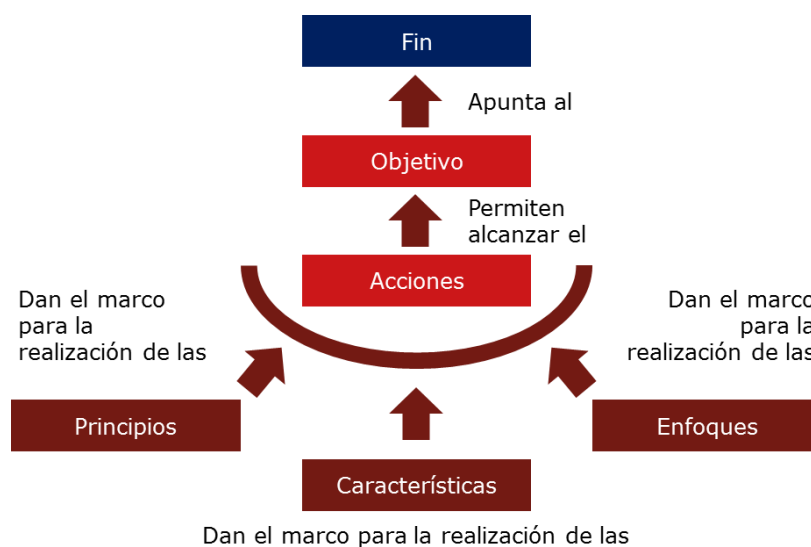 Fin
Apunta al
Objetivo
Permiten
alcanzar el
Acciones
Dan el marco
para la
realización de las
Dan el marco
para la
realización de las
Principios
Enfoques
Características
Dan el marco para la realización de las